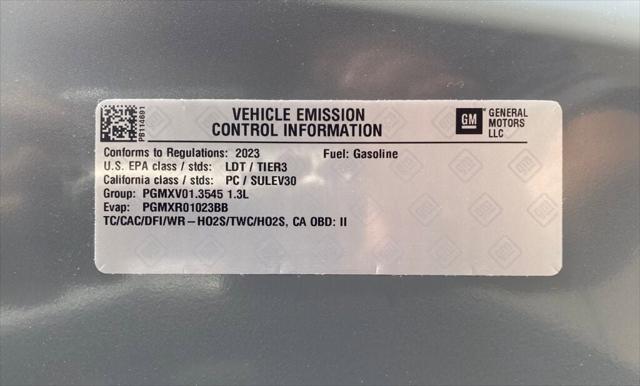 PB114691
VEHICLE EMISSION
CONTROL INFORMATION
GM
GENERAL
MOTORS
LLC
Conforms to Regulations: 2023 Fuel: Gasoline
U.S. EPA class / stds: LDT / TIER3
California class / stds: PC / SULEV30
Group: PGMXV01.3545 1.3L
Evap: PGMXR01023BB
TC/CAC/DFI/WR–HO2S/TWC/HO2S, CA OBD: II